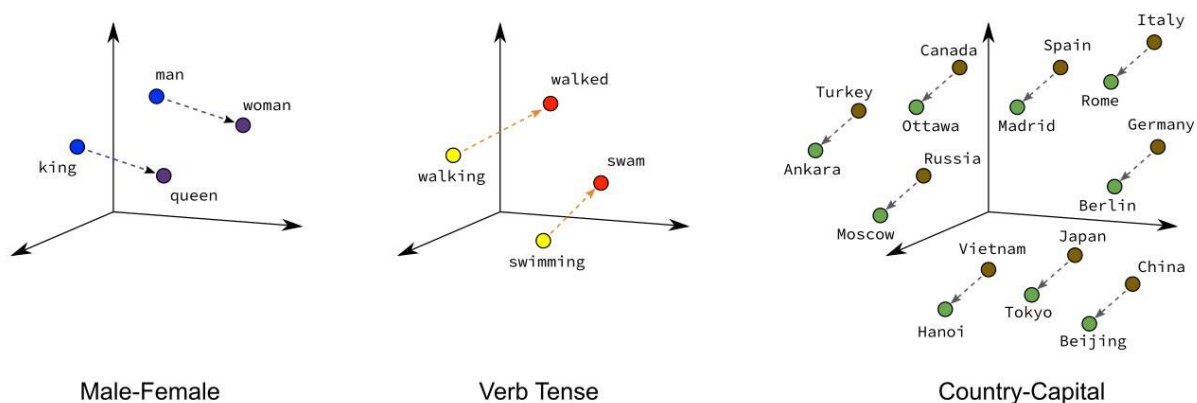 man
woman
king
queen
Male-Female
walked
walking
swam
swimming
Verb Tense
Italy
Spain
Canada
Rome
Turkey
Ottawa
Madrid
Germany
Ankara
Russia
Berlin
Moscow
Japan
Vietnam
China
Tokyo
Hanoi
Beijing
Country-Capital